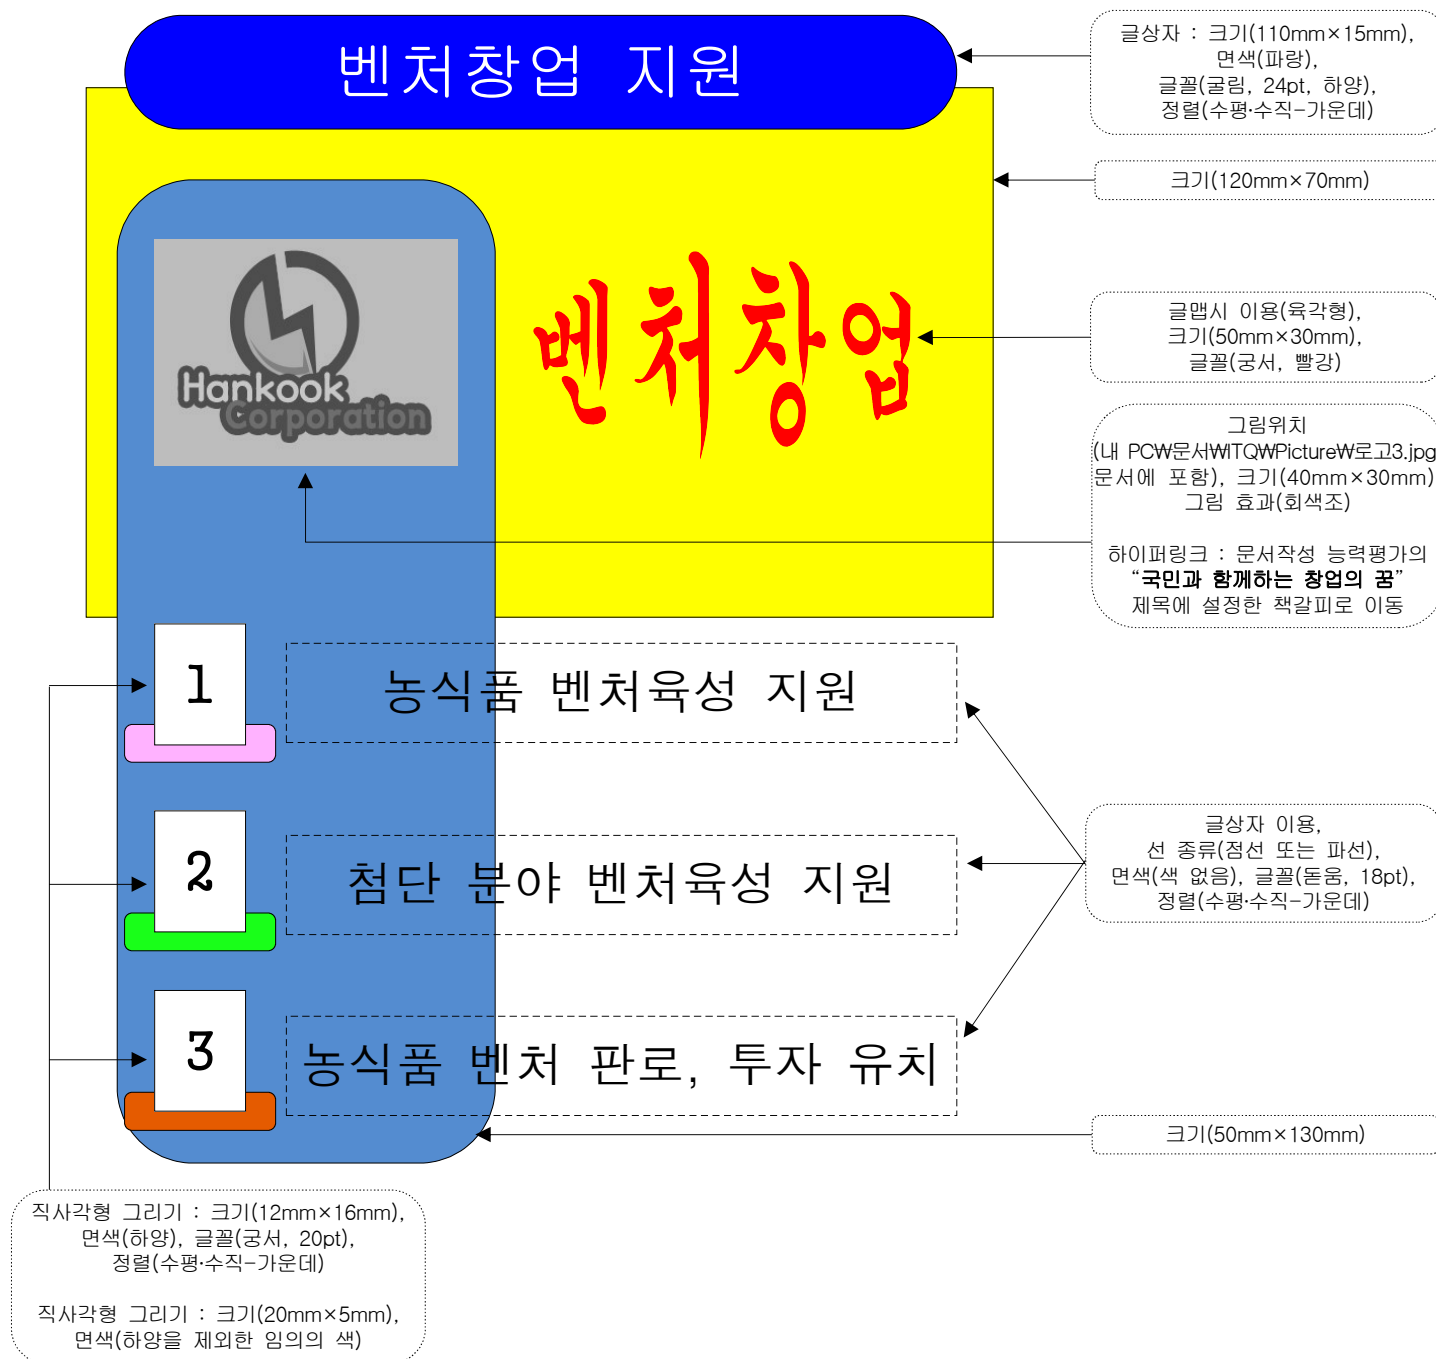 벤처창업 지원
글상자 : 크기(110mm×15mm),
면색(파랑),
글꼴(굴림, 24pt, 하양),
정렬(수평·수직-가운데)
크기(120mm×70mm)
Hankook
Corporation
벤처창업
글맵시 이용(육각형),
크기(50mm×30mm),
글꼴(궁서, 빨강)
그림위치
(내 PC₩문서₩ITQ₩Picture₩로고3.jpg
문서에 포함), 크기(40mm×30mm)
그림 효과(회색조)
하이퍼링크 : 문서작성 능력평가의
“국민과 함께하는 창업의 꿈”
제목에 설정한 책갈피로 이동
1
농식품 벤처육성 지원
2
첨단 분야 벤처육성 지원
글상자 이용,
선 종류(점선 또는 파선),
면색(색 없음), 글꼴(돋움, 18pt),
정렬(수평·수직-가운데)
3
농식품 벤처 판로, 투자 유치
크기(50mm×130mm)
직사각형 그리기 : 크기(12mm×16mm),
면색(하양), 글꼴(궁서, 20pt),
정렬(수평·수직-가운데)
직사각형 그리기 : 크기(20mm×5mm),
면색(하양을 제외한 임의의 색)